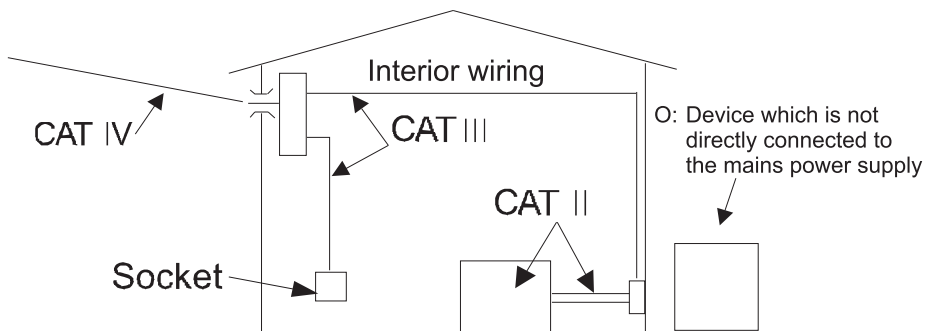 Interior wiring
CAT IV
CAT III
O: Device which is not
directly connected to
the mains power supply
CAT II
Socket